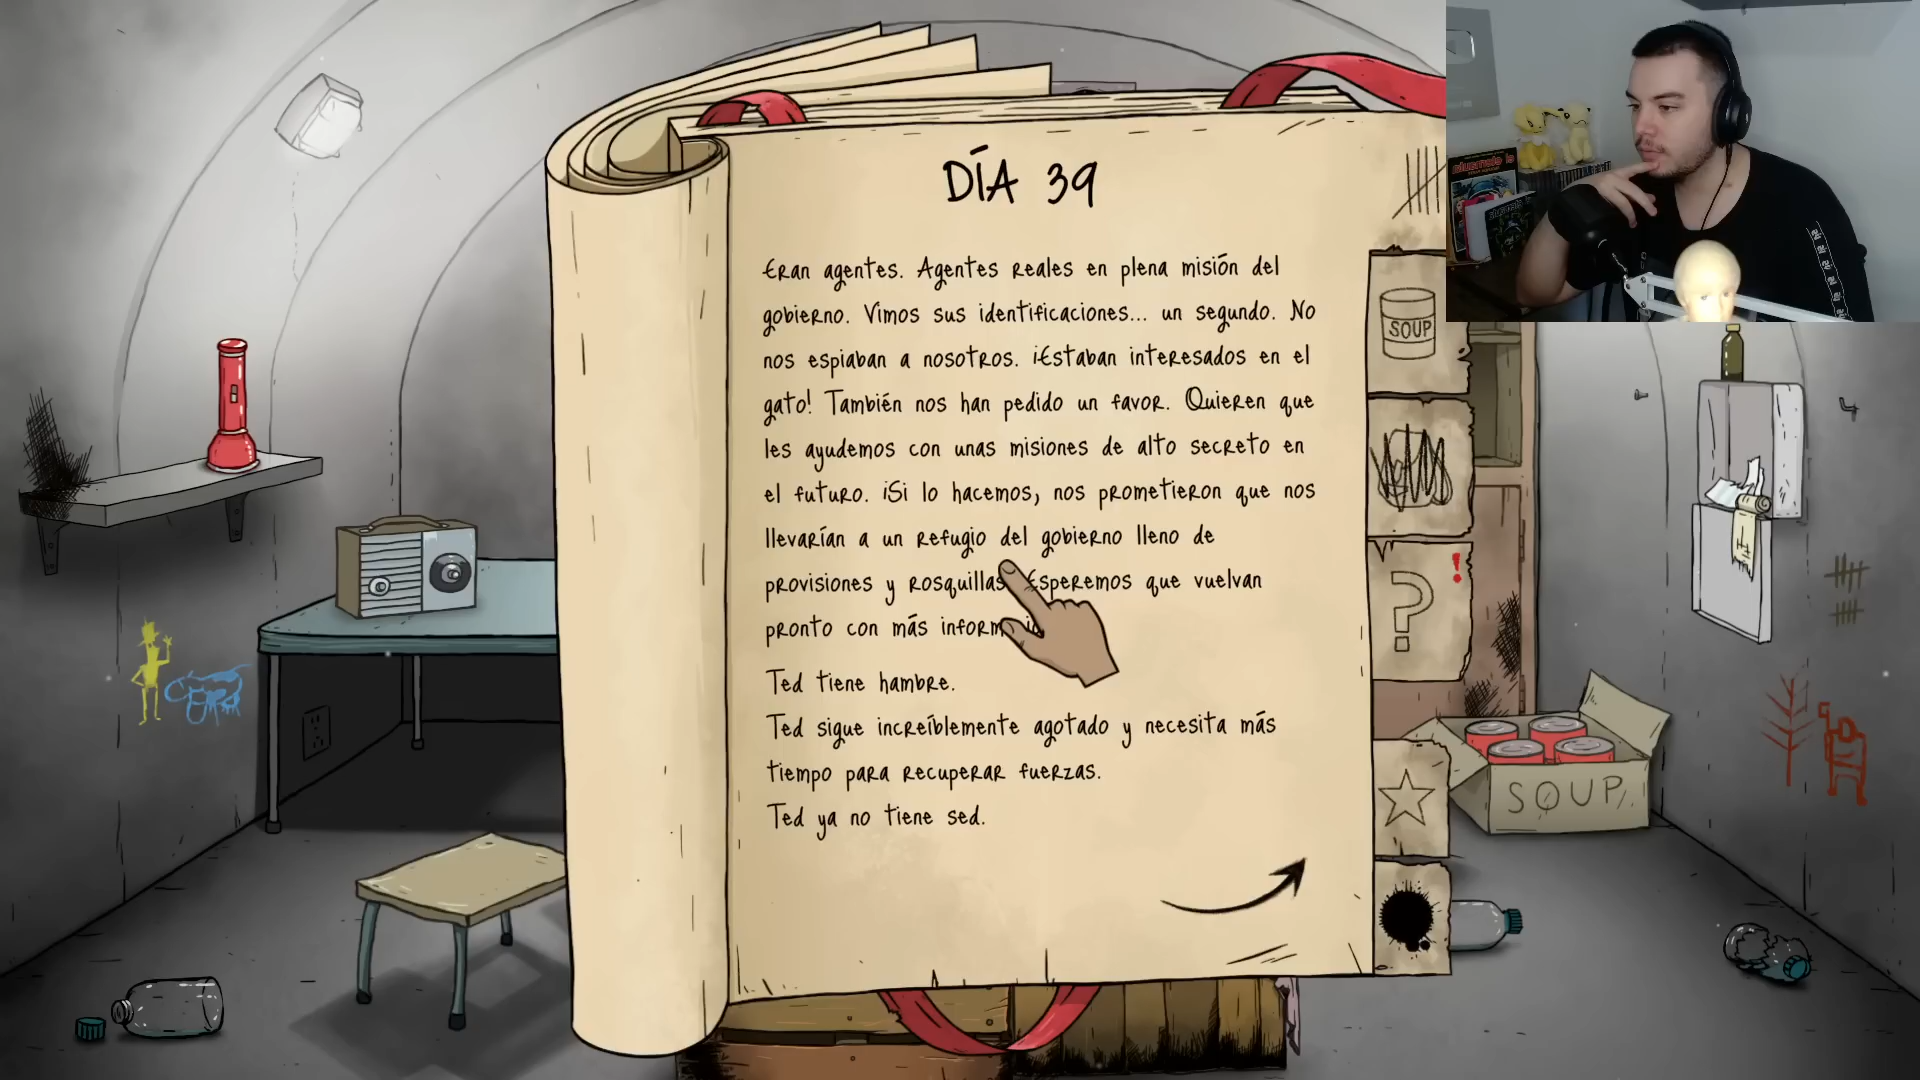 DÍA 39
Eran agentes. Agentes reales en plena misión del
gobierno. Vimos sus identificaciones... un segundo. No
nos espiaban a nosotros. ¡Estaban interesados en el
gato! También nos han pedido un favor. Quieren que
les ayudemos con unas misiones de alto secreto en
el futuro. ¡Si lo hacemos, nos prometieron que nos
llevarían a un refugio del gobierno lleno de
provisiones y rosquillas Esperemos que vuelvan
pronto con más
Ted tiene hambre.
Ted sigue increíblemente agotado y necesita más
tiempo para recuperar fuerzas.
Ted ya no tiene sed.
SOUP
?
!
SOUP